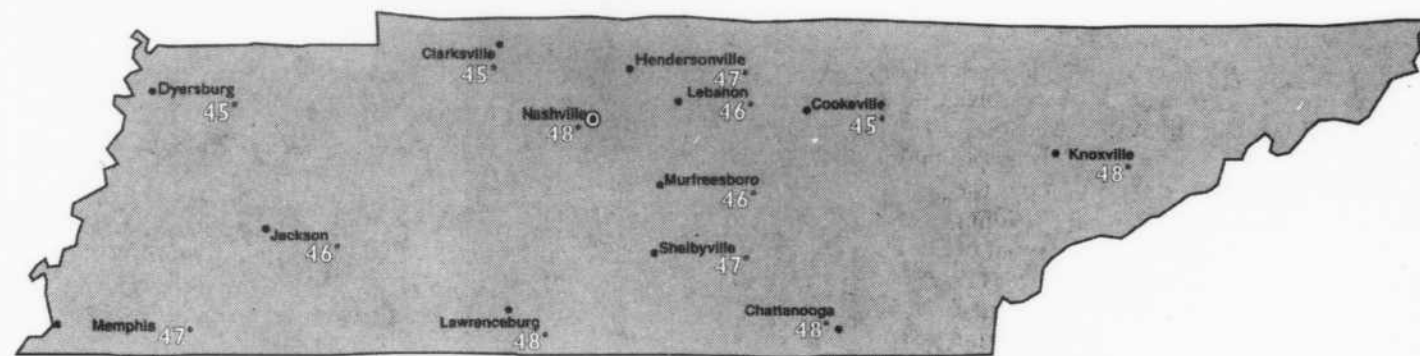 Clarksville
45°
Hendersonville
47°
Dyersburg
45°
Lebanon
46°
Cookeville
45°
Nashville
48°
Knoxville
48°
Murfreesboro
46°
Jackson
46°
Shelbyville
47°
Memphis
47°
Lawrenceburg
48°
Chattanooga
48°